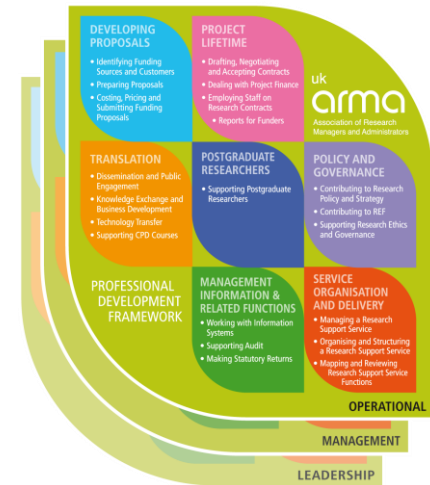 DEVELOPING
PROPOSALS
• Identifying Funding
Sources and Customers
• Preparing Proposals
• Costing, Pricing and
Submitting Funding
Proposals
PROJECT
LIFETIME
• Drafting, Negotiating
and Accepting Contracts
• Dealing with Project Finance
• Employing Staff on
Research Contracts
• Reports for Funders
uk
arma
Association of Research
Managers and Administrators
TRANSLATION
• Dissemination and Public
Engagement
• Knowledge Exchange and
Business Development
• Technology Transfer
• Supporting CPD Courses
POSTGRADUATE
RESEARCHERS
• Supporting Postgraduate
Researchers
POLICY AND
GOVERNANCE
• Contributing to Research
Policy and Strategy
• Contributing to REF
• Supporting Research Ethics
and Governance
PROFESSIONAL
DEVELOPMENT
FRAMEWORK
MANAGEMENT
INFORMATION &
RELATED FUNCTIONS
• Working with Information
Systems
• Supporting Audit
• Making Statutory Returns
SERVICE
ORGANISATION
AND DELIVERY
• Managing a Research
Support Service
• Organising and Structuring
a Research Support Service
• Mapping and Reviewing
Research Support Service
Functions
OPERATIONAL
MANAGEMENT
LEADERSHIP